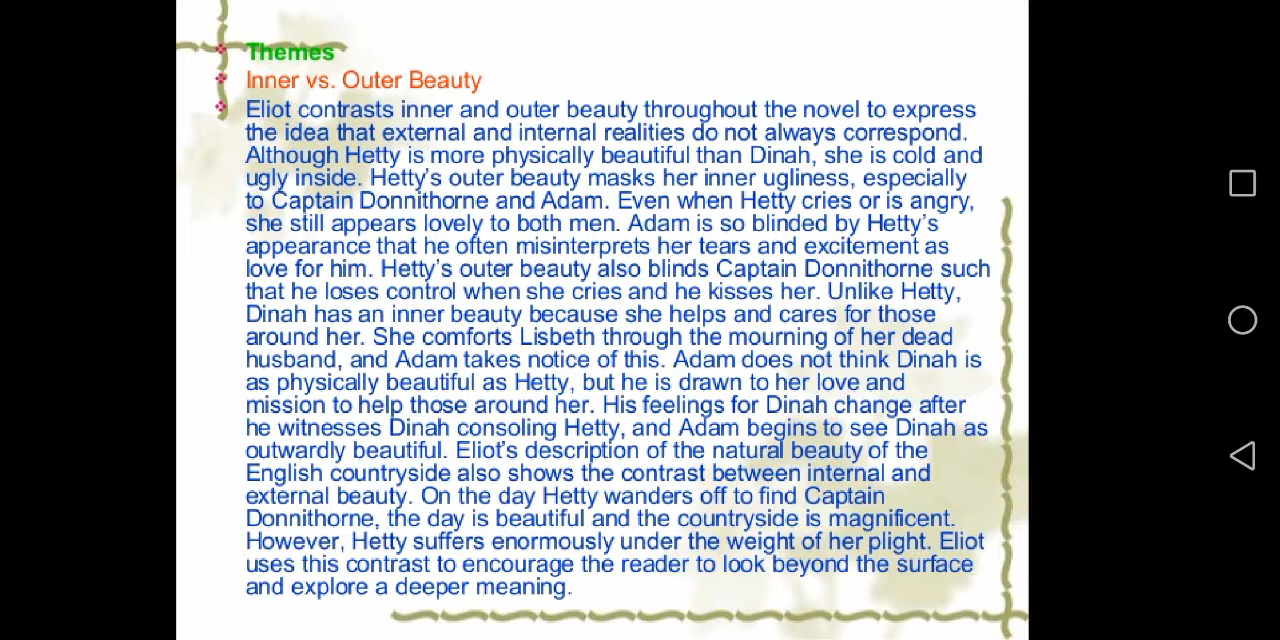 Themes
Inner vs. Outer Beauty
Eliot contrasts inner and outer beauty throughout the novel to express
the idea that external and internal realities do not always correspond.
Although Hetty is more physically beautiful than Dinah, she is cold and
ugly inside. Hetty's outer beauty masks her inner ugliness, especially
to Captain Donnithorne and Adam. Even when Hetty cries or is angry,
she still appears lovely to both men. Adam is so blinded by Hetty's
appearance that he often misinterprets her tears and excitement as
love for him. Hetty's outer beauty also blinds Captain Donnithorne such
that he loses control when she cries and he kisses her. Unlike Hetty,
Dinah has an inner beauty because she helps and cares for those
around her. She comforts Lisbeth through the mourning of her dead
husband, and Adam takes notice of this. Adam does not think Dinah is
as physically beautiful as Hetty, but he is drawn to her love and
mission to help those around her. His feelings for Dinah change after
he witnesses Dinah consoling Hetty, and Adam begins to see Dinah as
outwardly beautiful. Eliot's description of the natural beauty of the
English countryside also shows the contrast between internal and
external beauty. On the day Hetty wanders off to find Captain
Donnithorne, the day is beautiful and the countryside is magnificent.
However, Hetty suffers enormously under the weight of her plight. Eliot
uses this contrast to encourage the reader to look beyond the surface
and explore a deeper meaning.